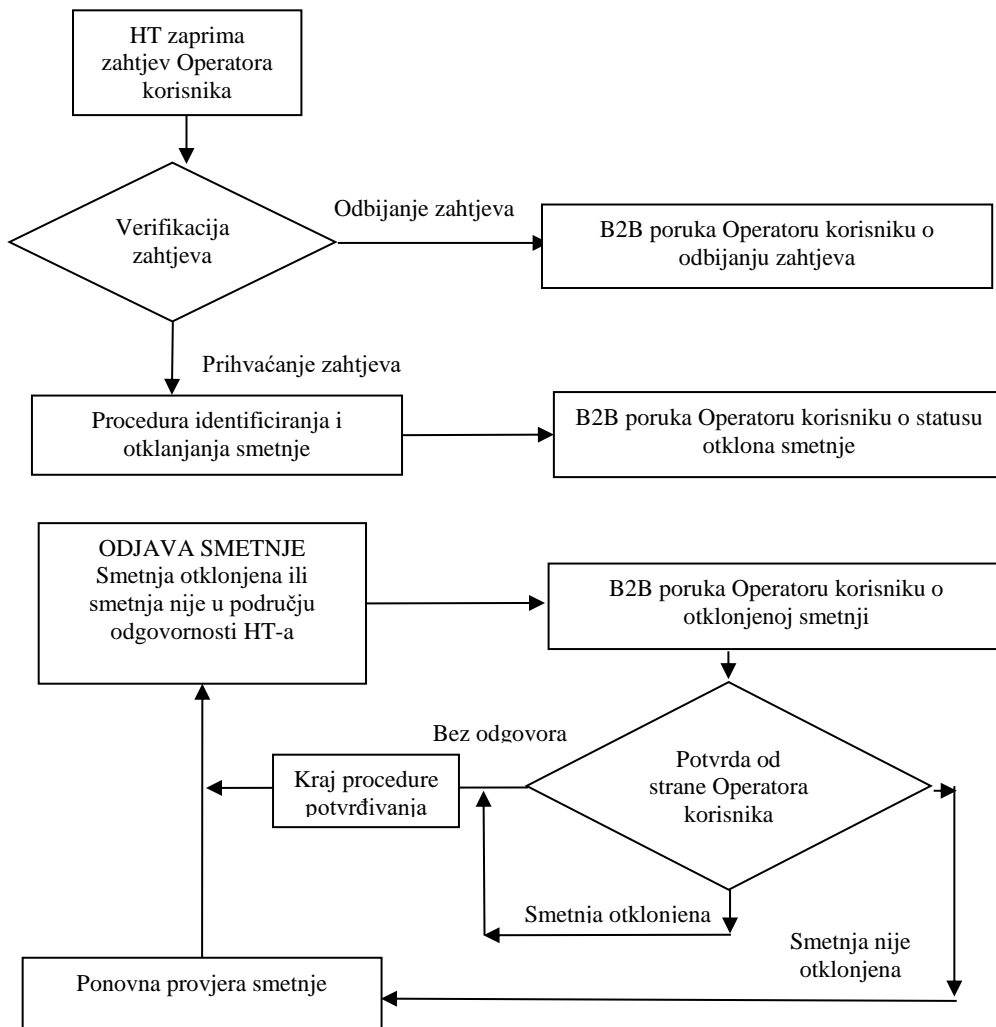 HT zaprima
zahtjev Operatora
korisnika
Verifikacija
zahtjeva
Odbijanje zahtjeva
B2B poruka Operatoru korisniku o
odbijanju zahtjeva
Prihvaćanje zahtjeva
Procedura identificiranja i
otklanjanja smetnje
B2B poruka Operatoru korisniku o statusu
otklona smetnje
ODJAVA SMETNJE
Smetnja otklonjena ili
smetnja nije u području
odgovornosti HT-a
B2B poruka Operatoru korisniku o
otklonjenoj smetnji
Bez odgovora
Kraj procedure
potvrđivanja
Potvrda od
strane Operatora
korisnika
Smetnja otklonjena
Smetnja nije
otklonjena
Ponovna provjera smetnje